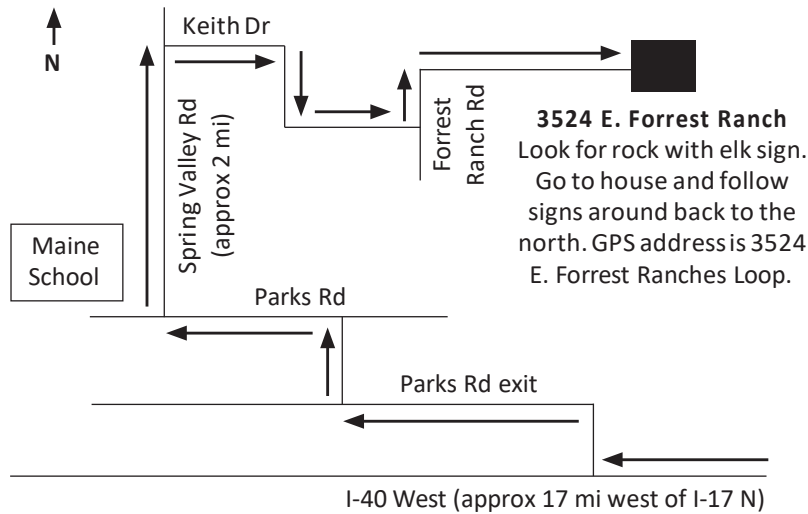 Keith Dr
N
Spring Valley Rd
(approx 2 mi)
Forrest
Ranch Rd
3524 E. Forrest Ranch
Look for rock with elk sign.
Go to house and follow
signs around back to the
north. GPS address is 3524
E. Forrest Ranches Loop.
Maine
School
Parks Rd
Parks Rd exit
I-40 West (approx 17 mi west of I-17 N)